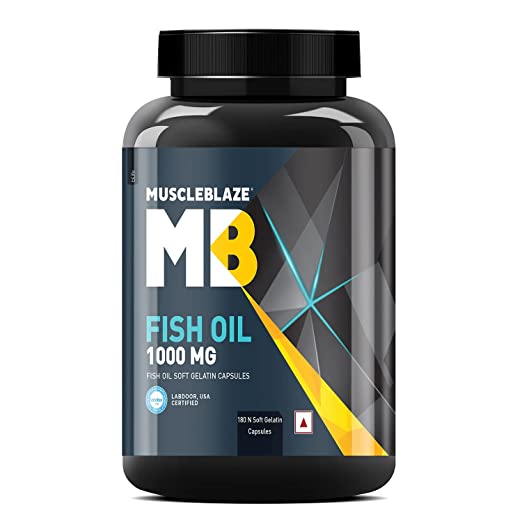 MUSCLEBLAZE®
MB
FISH OIL
1000 MG
FISH OIL SOFT GELATIN CAPSULES
LABDOOR, USA
CERTIFIED
180 N Soft Gelatin
Capsules